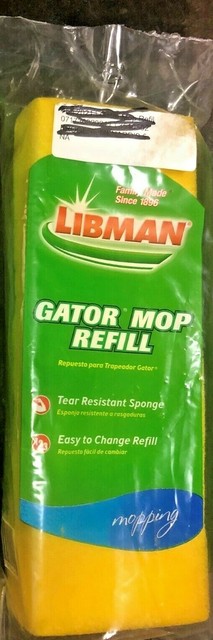 NA
Family Made
Since 1896
LIBMAN®
GATOR® MOP
REFILL
Repuesto para Trapeador Gator®
Tear Resistant Sponge
Esponja resistente a rasgaduras
Easy to Change Refill
Repuesto fácil de cambiar
mopping